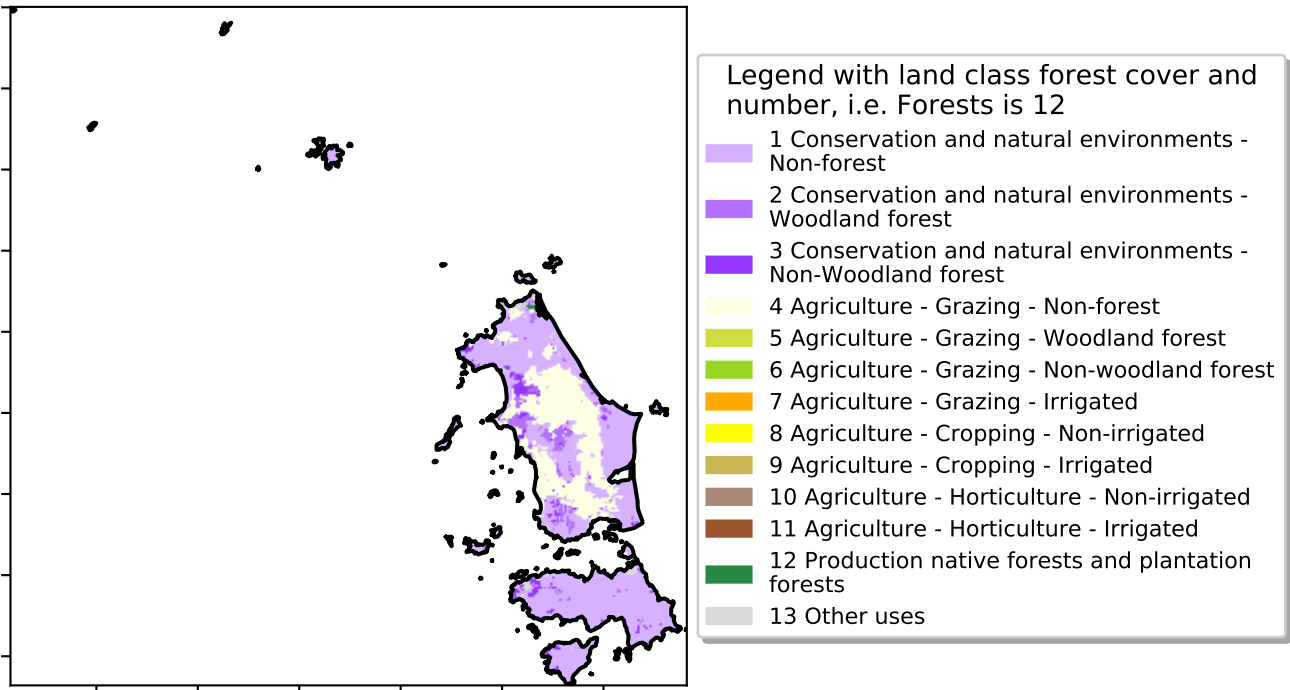 Legend with land class forest cover and
number, i.e. Forests is 12
1 Conservation and natural environments -
Non-forest
2 Conservation and natural environments -
Woodland forest
3 Conservation and natural environments -
Non-Woodland forest
4 Agriculture - Grazing - Non-forest
5 Agriculture - Grazing - Woodland forest
6 Agriculture - Grazing - Non-woodland forest
7 Agriculture - Grazing - Irrigated
8 Agriculture - Cropping - Non-irrigated
9 Agriculture - Cropping - Irrigated
10 Agriculture - Horticulture - Non-irrigated
11 Agriculture - Horticulture - Irrigated
12 Production native forests and plantation
forests
13 Other uses